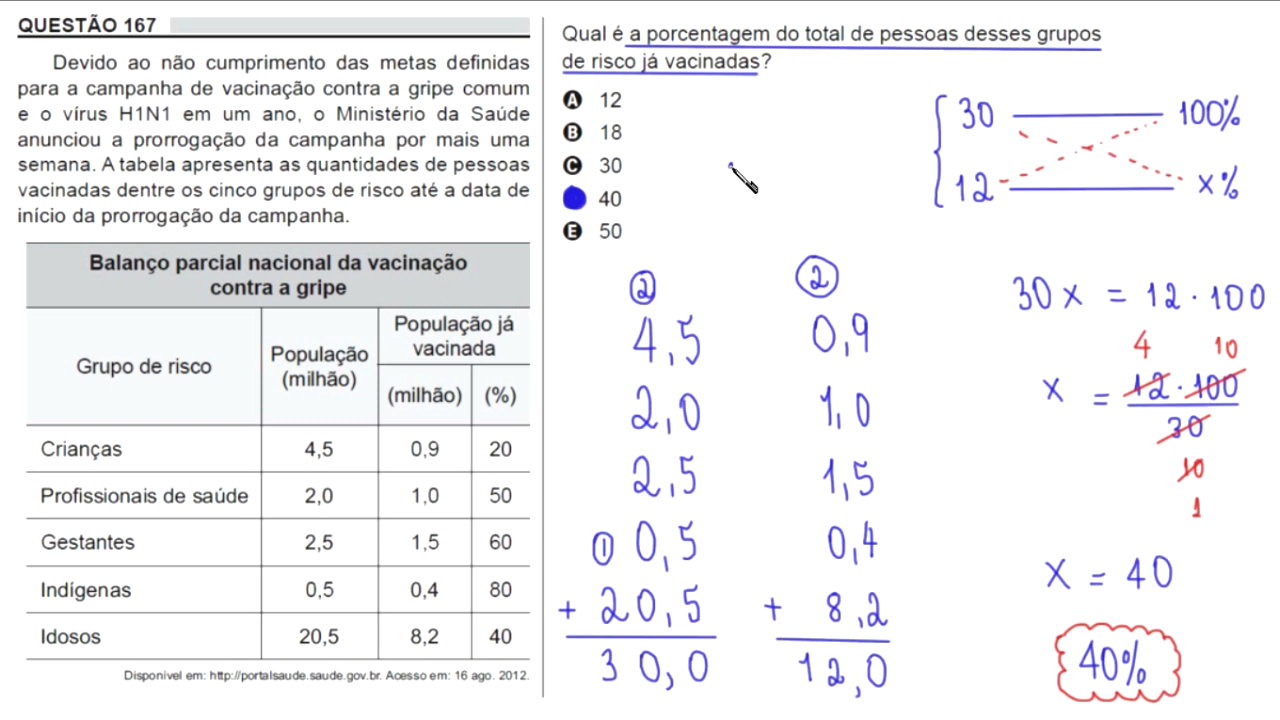 QUESTÃO 167
Devido ao não cumprimento das metas definidas
para a campanha de vacinação contra a gripe comum
e o vírus H1N1 em um ano, o Ministério da Saúde
anunciou a prorrogação da campanha por mais uma
semana. A tabela apresenta as quantidades de pessoas
vacinadas dentre os cinco grupos de risco até a data de
início da prorrogação da campanha.
Balanço parcial nacional da vacinação
contra a gripe
Grupo de risco
População
(milhão)
População já
vacinada
(milhão) (%)
Crianças 4,5 0,9 20
Profissionais de saúde 2,0 1,0 50
Gestantes 2,5 1,5 60
Indígenas 0,5 0,4 80
Idosos 20,5 8,2 40
Disponível em: http://portalsaude.saude.gov.br. Acesso em: 16 ago. 2012.
Qual é a porcentagem do total de pessoas desses grupos
de risco já vacinadas?
A 12
B 18
C 30
40
E 50
2
4,5
2,0
2,5
1 0,5
+ 20,5
30,0
2
0,9
1,0
1,5
0,4
+ 8,2
12,0
30 100%
12 x%
30x = 12 . 100
4 10
x = 12 . 100
30
10
1
x = 40
40%